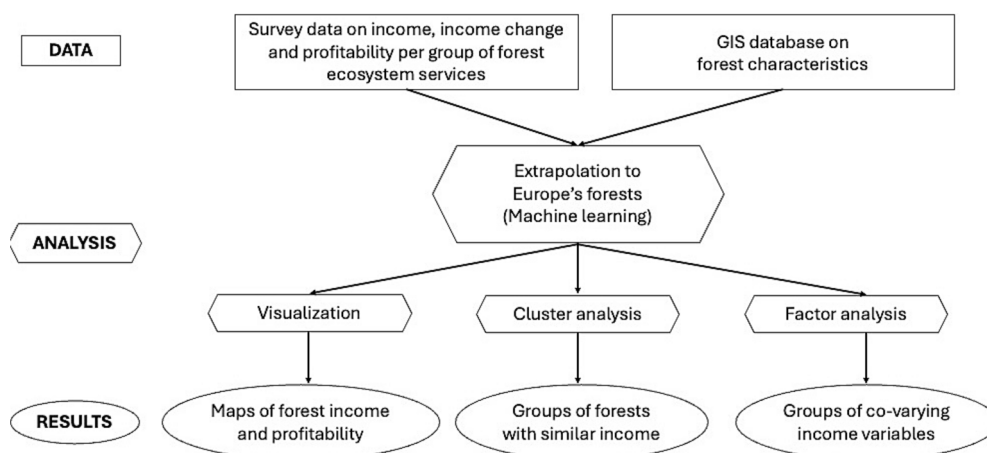 DATA
Survey data on income, income change
and profitability per group of forest
ecosystem services
GIS database on
forest characteristics
Extrapolation to
Europe's forests
(Machine learning)
ANALYSIS
Visualization
Cluster analysis
Factor analysis
RESULTS
Maps of forest income
and profitability
Groups of forests
with similar income
Groups of co-varying
income variables